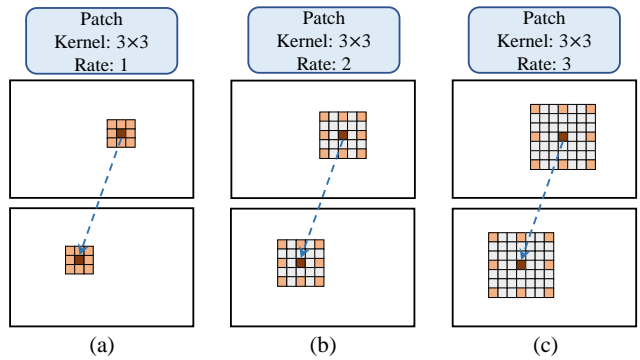 Patch
Kernel: 3×3
Rate: 1
Patch
Kernel: 3×3
Rate: 2
Patch
Kernel: 3×3
Rate: 3
(a)
(b)
(c)